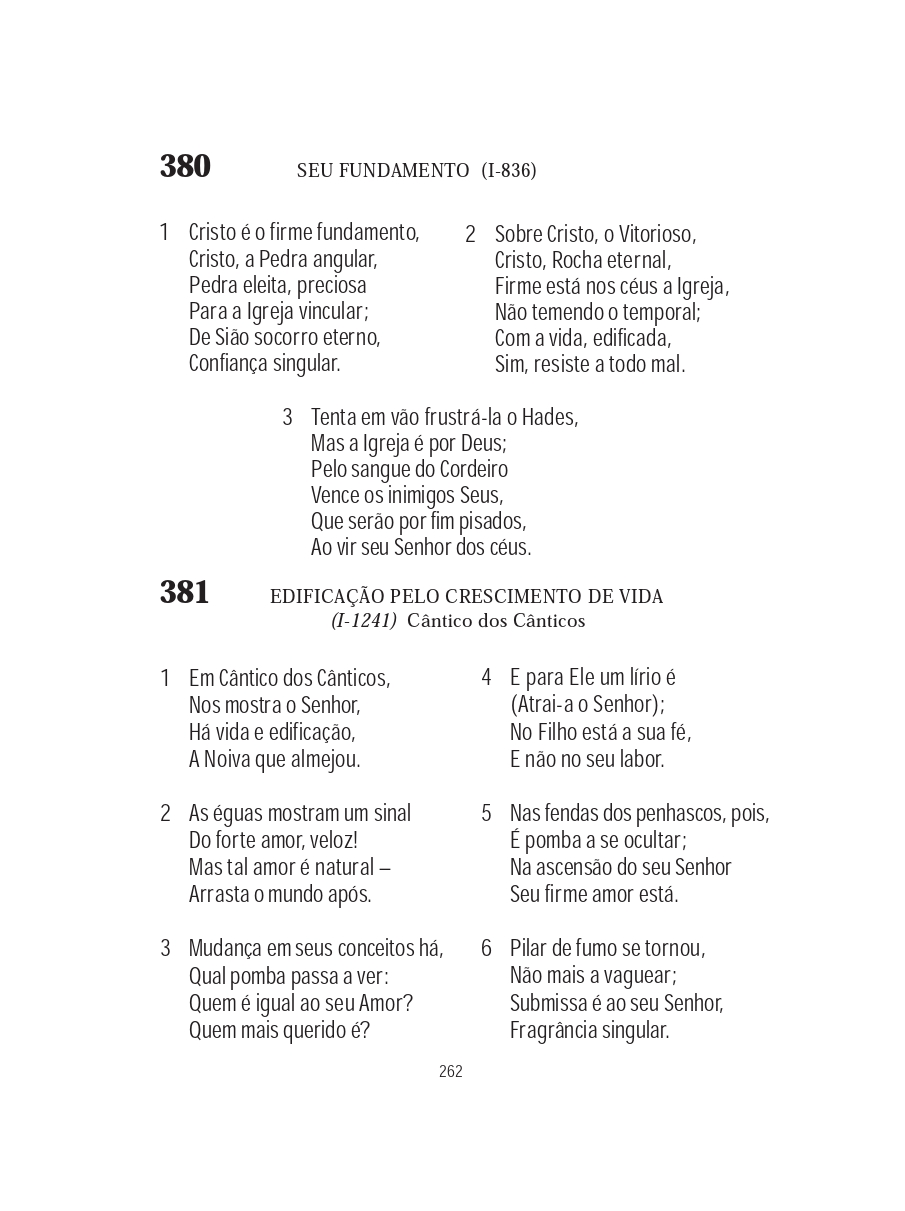 380 SEU FUNDAMENTO (I-836)
1 Cristo é o firme fundamento,
Cristo, a Pedra angular,
Pedra eleita, preciosa
Para a Igreja vincular;
De Sião socorro eterno,
Confiança singular.
2 Sobre Cristo, o Vitorioso,
Cristo, Rocha eternal,
Firme está nos céus a Igreja,
Não temendo o temporal;
Com a vida, edificada,
Sim, resiste a todo mal.
3 Tenta em vão frustrá-la o Hades,
Mas a Igreja é por Deus;
Pelo sangue do Cordeiro
Vence os inimigos Seus,
Que serão por fim pisados,
Ao vir seu Senhor dos céus.
381 EDIFICAÇÃO PELO CRESCIMENTO DE VIDA
(I-1241) Cântico dos Cânticos
1 Em Cântico dos Cânticos,
Nos mostra o Senhor,
Há vida e edificação,
A Noiva que almejou.
2 As éguas mostram um sinal
Do forte amor, veloz!
Mas tal amor é natural –
Arrasta o mundo após.
3 Mudança em seus conceitos há,
Qual pomba passa a ver:
Quem é igual ao seu Amor?
Quem mais querido é?
4 E para Ele um lírio é
(Atrai-a o Senhor);
No Filho está a sua fé,
E não no seu labor.
5 Nas fendas dos penhascos, pois,
É pomba a se ocultar;
Na ascensão do seu Senhor
Seu firme amor está.
6 Pilar de fumo se tornou,
Não mais a vaguear;
Submissa é ao seu Senhor,
Fragrância singular.
262